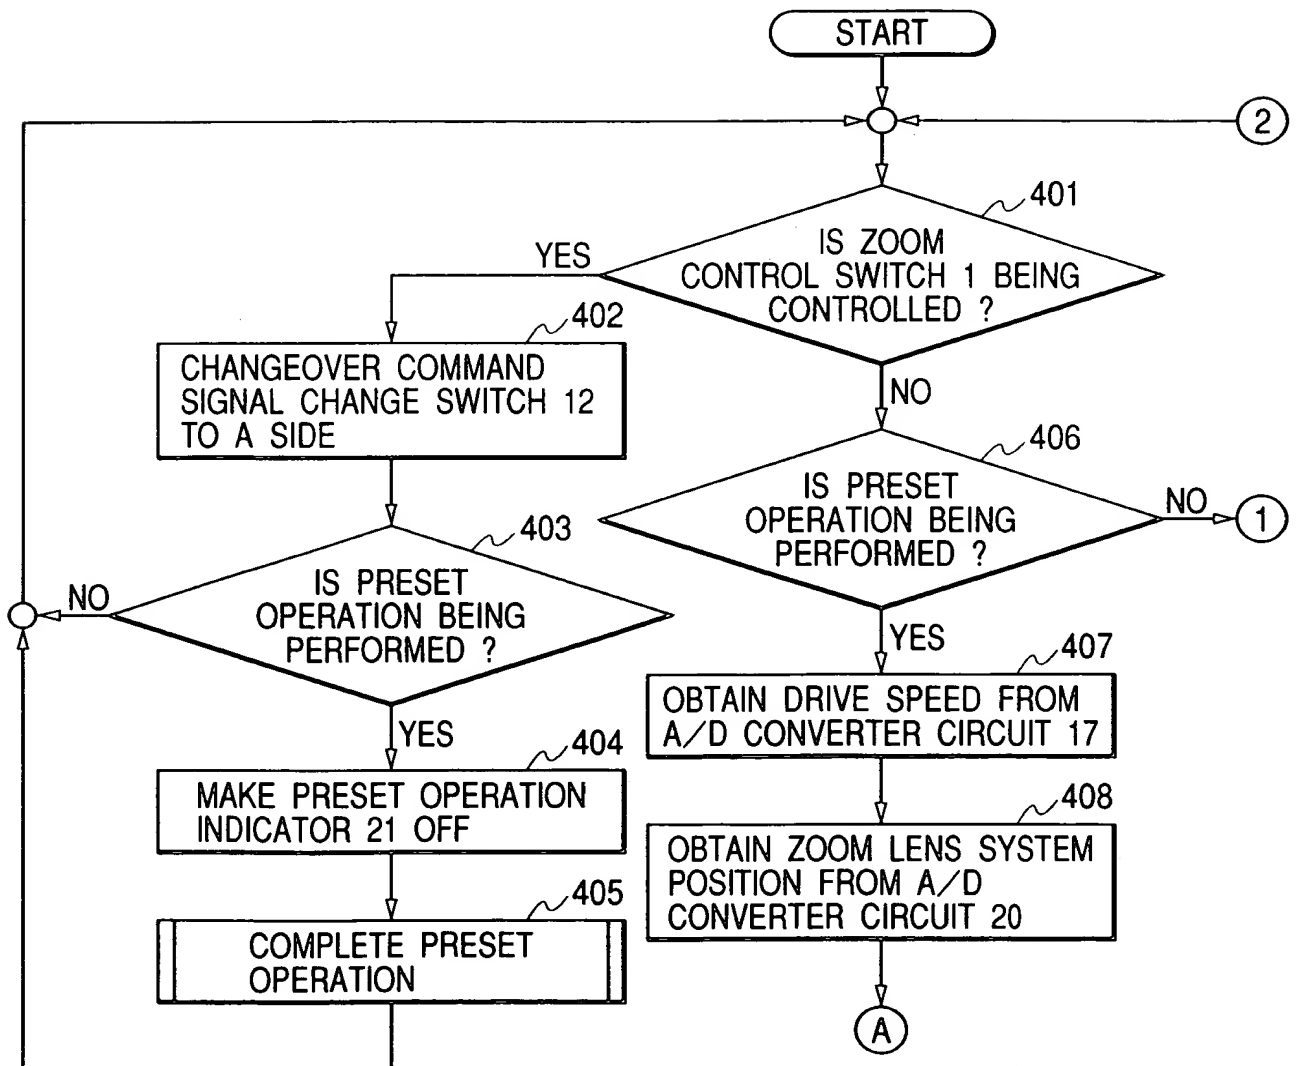 START
2
401
IS ZOOM
CONTROL SWITCH 1 BEING
CONTROLLED ?
YES
NO
402
CHANGEOVER COMMAND
SIGNAL CHANGE SWITCH 12
TO A SIDE
406
IS PRESET
OPERATION BEING
PERFORMED ?
NO
1
YES
403
IS PRESET
OPERATION BEING
PERFORMED ?
NO
YES
407
OBTAIN DRIVE SPEED FROM
A/D CONVERTER CIRCUIT 17
404
MAKE PRESET OPERATION
INDICATOR 21 OFF
408
OBTAIN ZOOM LENS SYSTEM
POSITION FROM A/D
CONVERTER CIRCUIT 20
405
COMPLETE PRESET
OPERATION
A